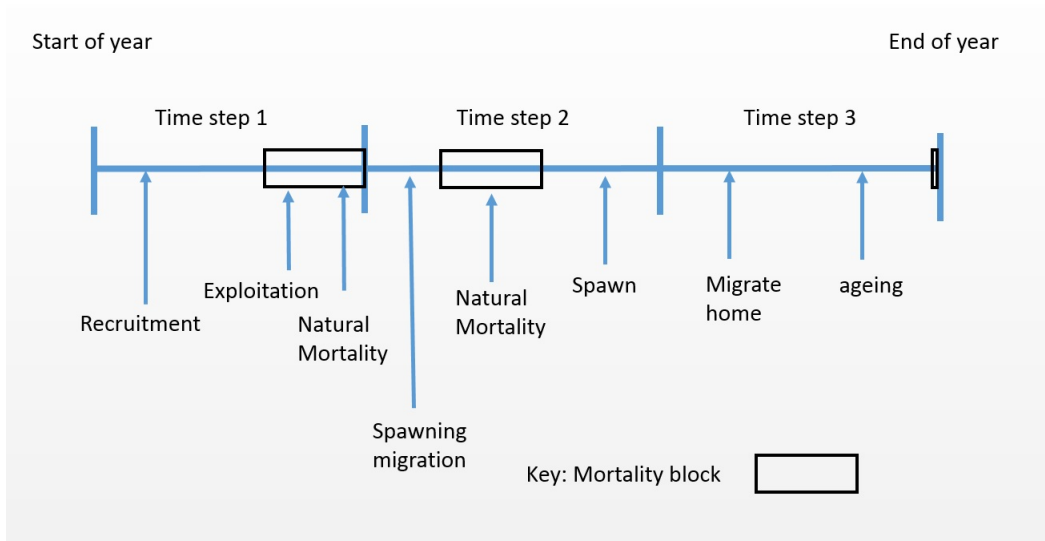 Start of year
End of year
Time step 1
Time step 2
Time step 3
Recruitment
Exploitation
Natural
Mortality
Spawning
migration
Natural
Mortality
Spawn
Migrate
home
ageing
Key: Mortality block